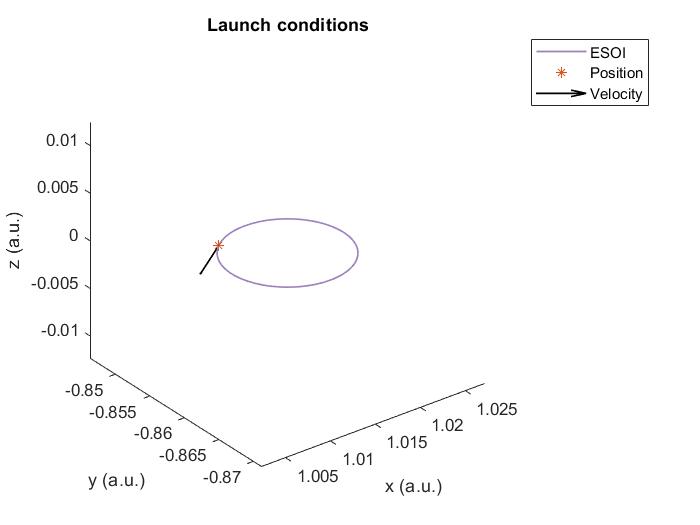 Launch conditions
ESOI
Position
Velocity
0.01
0.005
0
-0.005
-0.01
z (a.u.)
-0.85
-0.855
-0.86
-0.865
-0.87
y (a.u.)
1.005
1.01
1.015
1.02
1.025
x (a.u.)